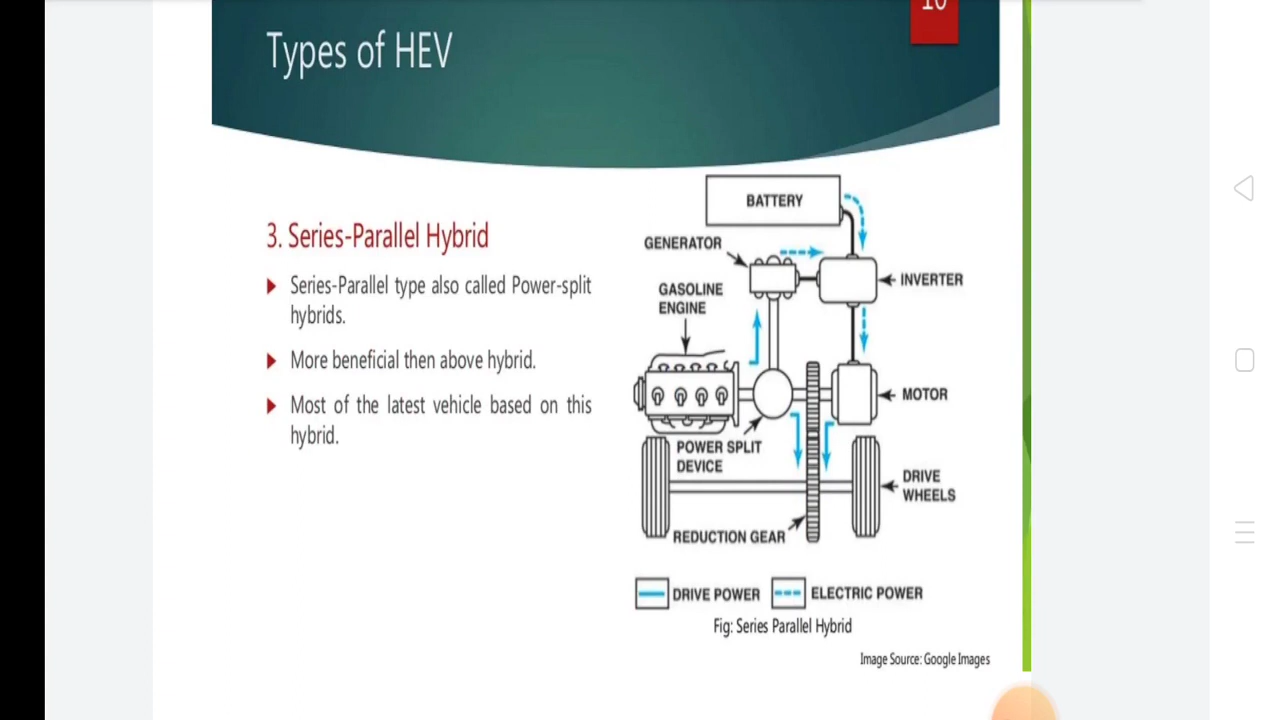 10
Types of HEV
3. Series-Parallel Hybrid
Series-Parallel type also called Power-split
hybrids.
More beneficial then above hybrid.
Most of the latest vehicle based on this
hybrid.
BATTERY
GENERATOR
GASOLINE
ENGINE
INVERTER
MOTOR
POWER SPLIT
DEVICE
DRIVE
WHEELS
REDUCTION GEAR
DRIVE POWER ELECTRIC POWER
Fig: Series Parallel Hybrid
Image Source: Google Images